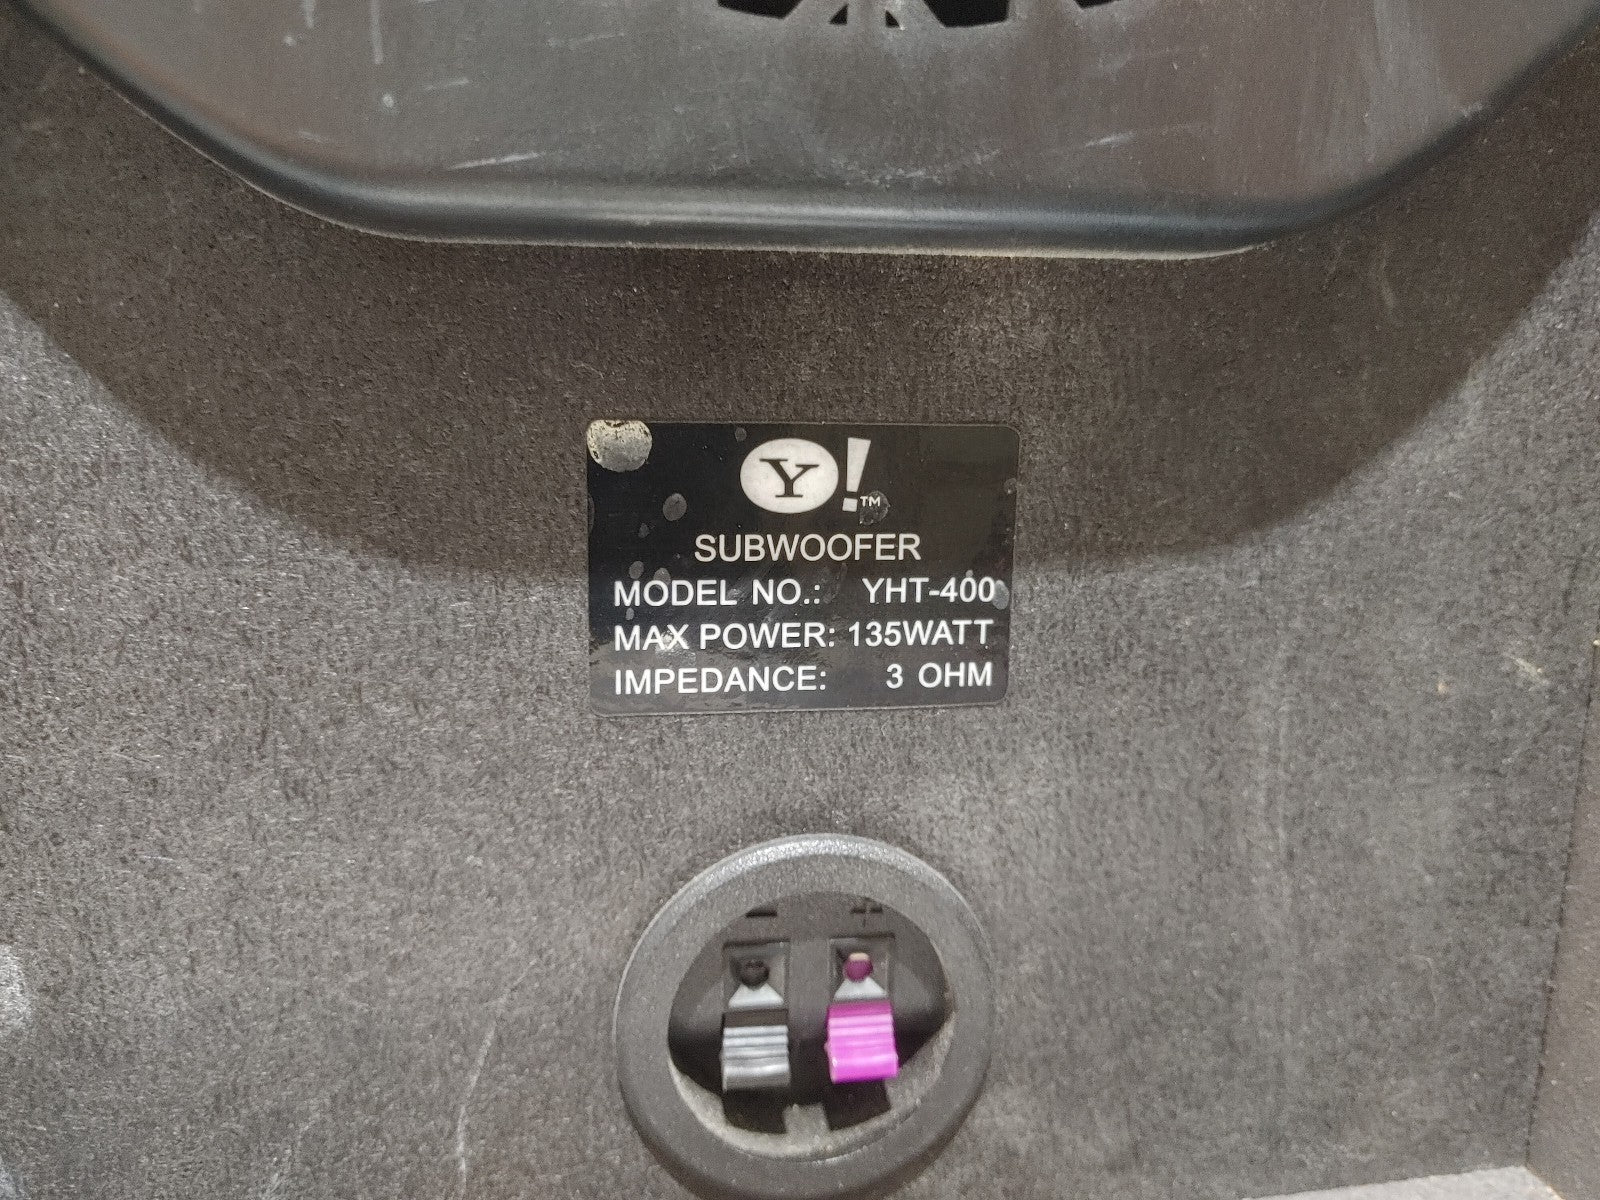 Y!™
SUBWOOFER
MODEL NO.: YHT-400
MAX POWER: 135WATT
IMPEDANCE: 3 OHM
- +